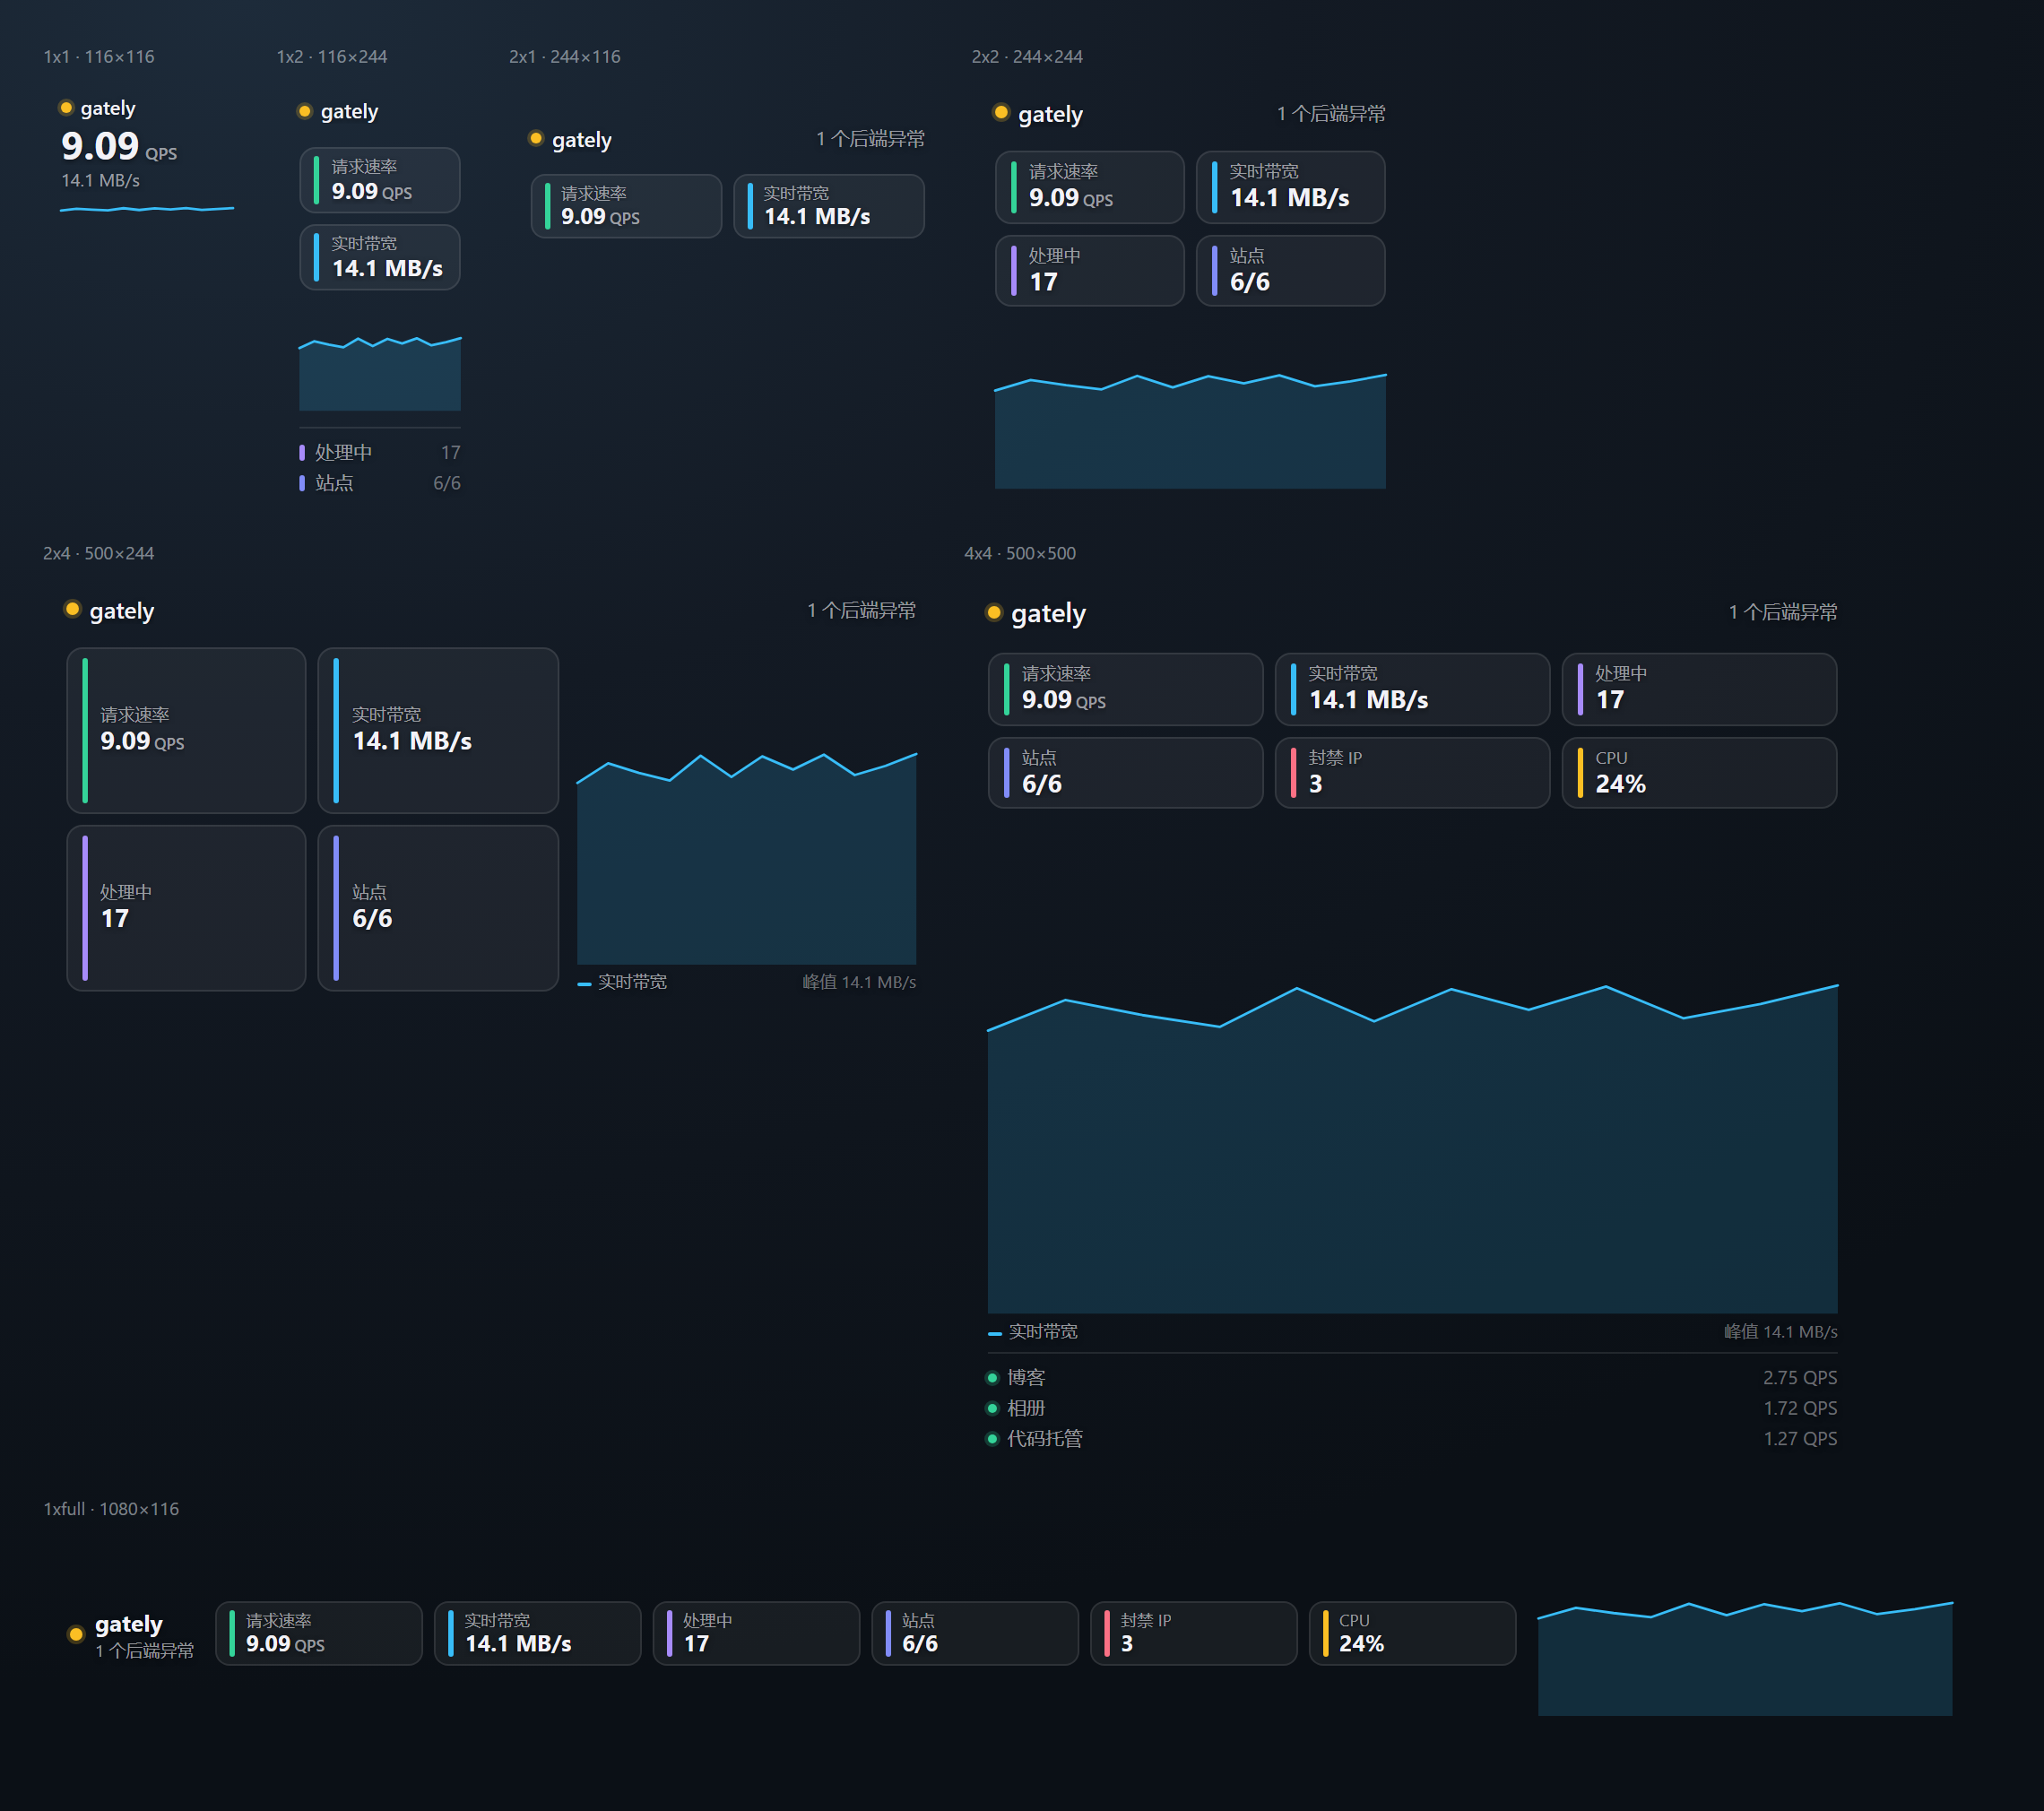 1x1 · 116×116
gately
9.09 QPS
14.1 MB/s
1x2 · 116×244
gately
请求速率
9.09 QPS
实时带宽
14.1 MB/s
处理中 17
站点 6/6
2x1 · 244×116
gately 1 个后端异常
请求速率
9.09 QPS
实时带宽
14.1 MB/s
2x2 · 244×244
gately 1 个后端异常
请求速率
9.09 QPS
实时带宽
14.1 MB/s
处理中
17
站点
6/6
2x4 · 500×244
gately 1 个后端异常
请求速率
9.09 QPS
实时带宽
14.1 MB/s
处理中
17
站点
6/6
实时带宽 峰值 14.1 MB/s
4x4 · 500×500
gately 1 个后端异常
请求速率
9.09 QPS
实时带宽
14.1 MB/s
处理中
17
站点
6/6
封禁 IP
3
CPU
24%
实时带宽 峰值 14.1 MB/s
博客 2.75 QPS
相册 1.72 QPS
代码托管 1.27 QPS
1xfull · 1080×116
gately
1 个后端异常
请求速率
9.09 QPS
实时带宽
14.1 MB/s
处理中
17
站点
6/6
封禁 IP
3
CPU
24%